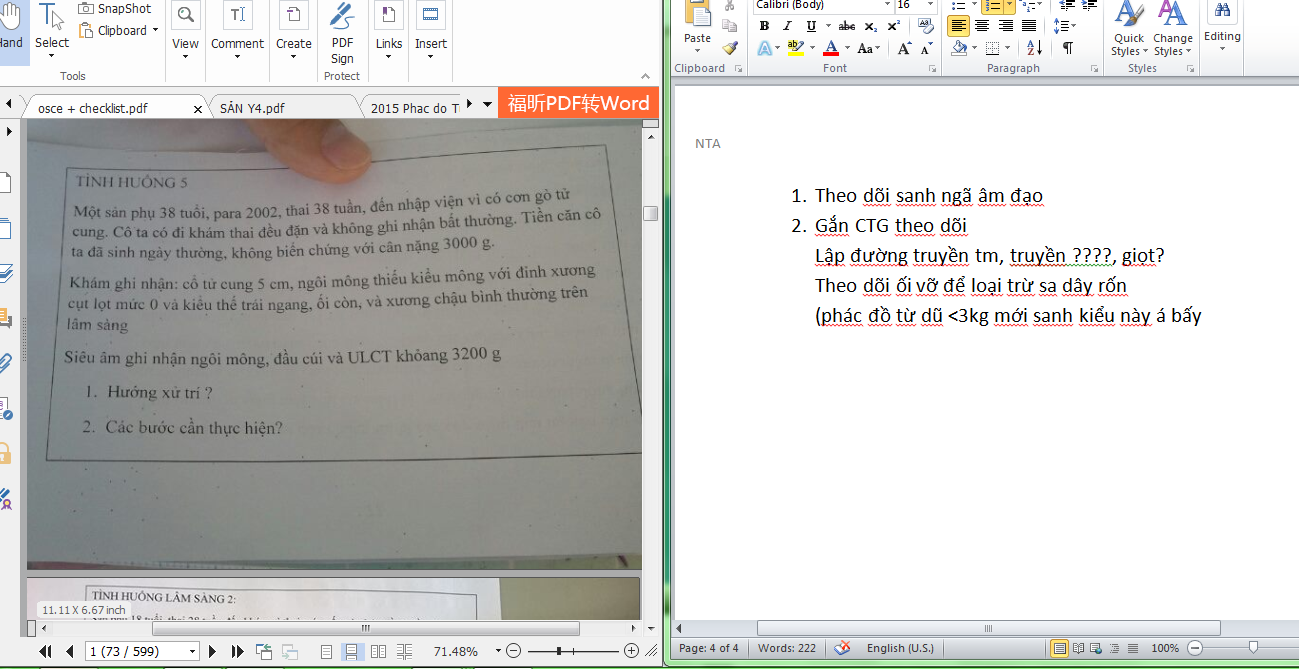 SnapShot
Clipboard
Hand
Select
View
Comment
Create
PDF
Sign
Links
Insert
Tools
Protect
osce + checklist.pdf
SẢN Y4.pdf
2015 Phac do T
福昕PDF转Word
TÌNH HUỐNG 5
Một sản phụ 38 tuổi, para 2002, thai 38 tuần, đến nhập viện vì có cơn gò tử
cung. Cô ta có đi khám thai đều đặn và không ghi nhận bất thường. Tiền căn cô
ta đã sinh ngày thường, không biến chứng với cân nặng 3000 g.
Khám ghi nhận: cổ tử cung 5 cm, ngôi mông thiếu kiểu mông với đỉnh xương
cụt lọt mức 0 và kiểu thế trái ngang, ối còn, và xương chậu bình thường trên
lâm sàng
Siêu âm ghi nhận ngôi mông, đầu cúi và ULCT khỏang 3200 g
1. Hướng xử trí ?
2. Các bước cần thực hiện?
TÌNH HUỐNG LÂM SÀNG 2:
11.11 X 6.67 inch
1 (73 / 599)
71.48%
Calibri (Body)
16
Paste
B I U abc x₂ x²
Aa
A A
Quick
Styles
Change
Styles
Editing
Clipboard
Font
Paragraph
Styles
NTA
1. Theo dõi sanh ngã âm đạo
2. Gắn CTG theo dõi
Lập đường truyền tm, truyền ????, giọt?
Theo dõi ối vỡ để loại trừ sa dây rốn
(phác đồ từ dũ <3kg mới sanh kiểu này á bấy
Page: 4 of 4
Words: 222
English (U.S.)
100%